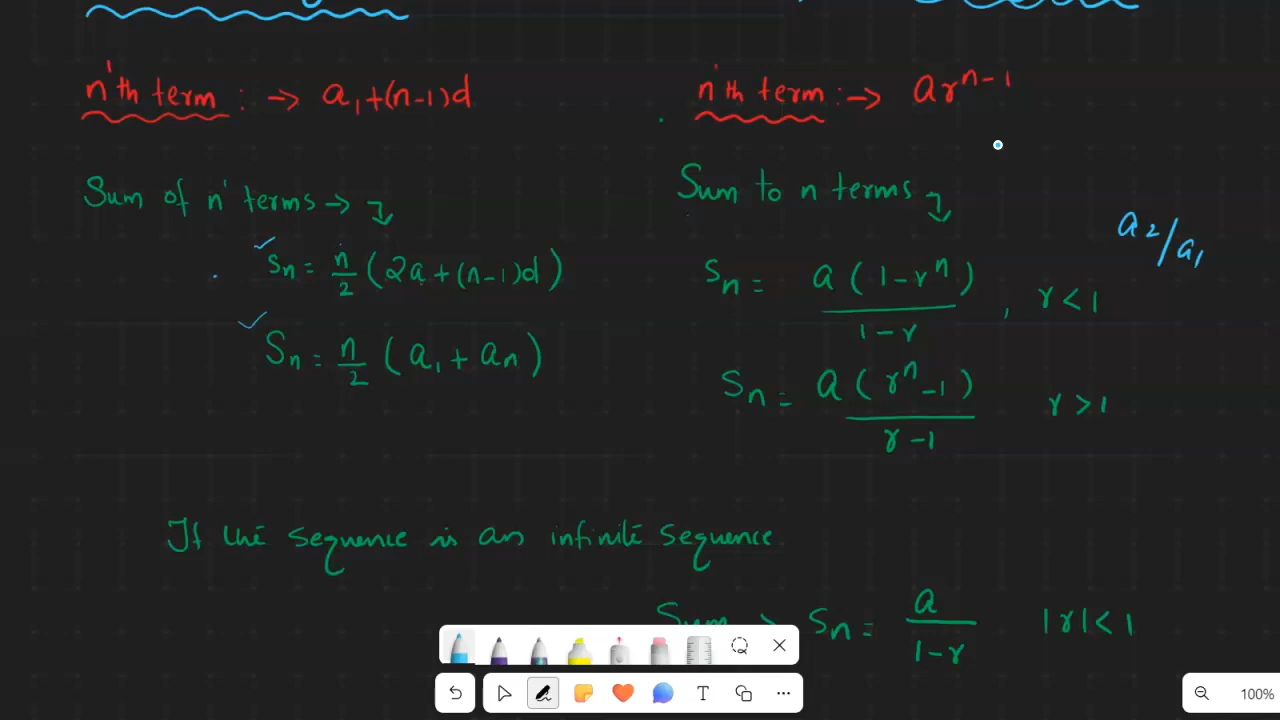 n'th term :→ a₁+(n-1)d
n'th term :→ arⁿ⁻¹
Sum of n' terms →
Sum to n terms
a₂/a₁
Sn = n/2 (2a + (n-1)d)
Sn = a(1-rⁿ)/1-r , r<1
Sn = n/2 (a₁ + an)
Sn = a(rⁿ-1)/r-1 r>1
If the sequence is an infinite sequence
Sn = a/1-r |r|<1
T
100%